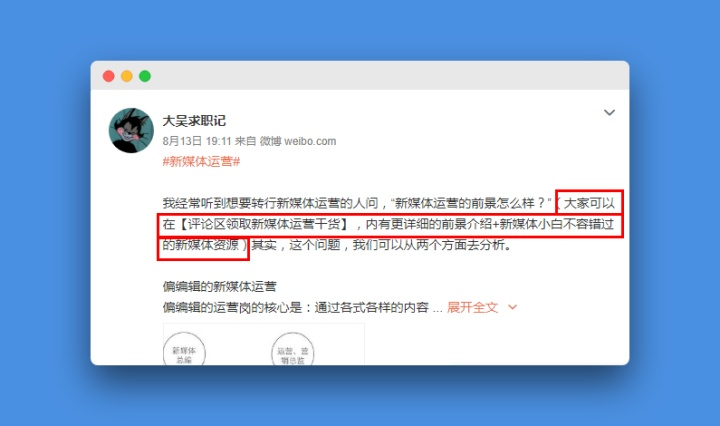 大吴求职记
8月13日 19:11 来自 微博 weibo.com
#新媒体运营#
我经常听到想要转行新媒体运营的人问，“新媒体运营的前景怎么样？”（大家可以
在【评论区领取新媒体运营干货】，内有更详细的前景介绍+新媒体小白不容错过
的新媒体资源）其实，这个问题，我们可以从两个方面去分析。
偏编辑的新媒体运营
偏编辑的运营岗的核心是：通过各式各样的内容 ... 展开全文
新媒体
总编
运营、营
销总监